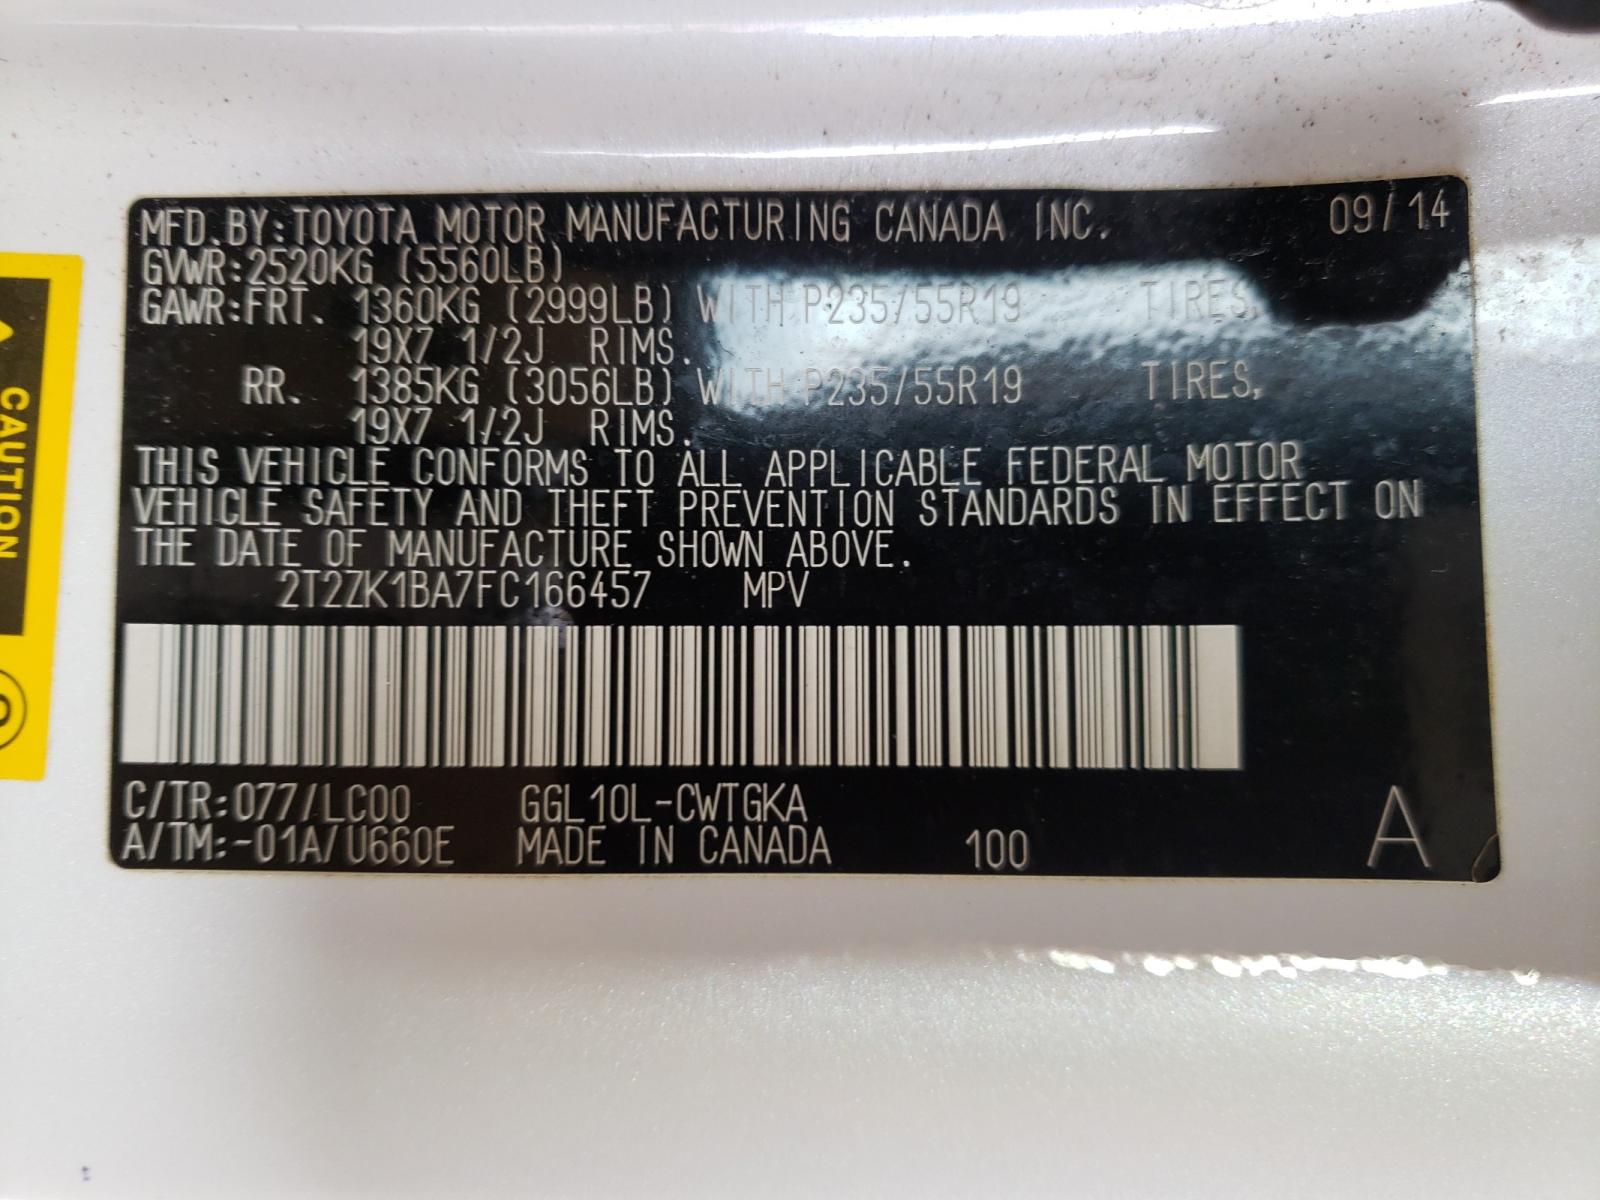 MFD.BY:TOYOTA MOTOR MANUFACTURING CANADA INC. 09/14
GVWR:2520KG (5560LB)
GAWR:FRT. 1360KG (2999LB) WITH P235/55R19 TIRES,
19X7 1/2J RIMS.
RR. 1385KG (3056LB) WITH P235/55R19 TIRES,
19X7 1/2J RIMS.
THIS VEHICLE CONFORMS TO ALL APPLICABLE FEDERAL MOTOR
VEHICLE SAFETY AND THEFT PREVENTION STANDARDS IN EFFECT ON
THE DATE OF MANUFACTURE SHOWN ABOVE.
2T2ZK1BA7FC166457 MPV
C/TR:077/LC00 GGL10L-CWTGKA
A/TM:-01A/U660E MADE IN CANADA 100 A
CAUTION